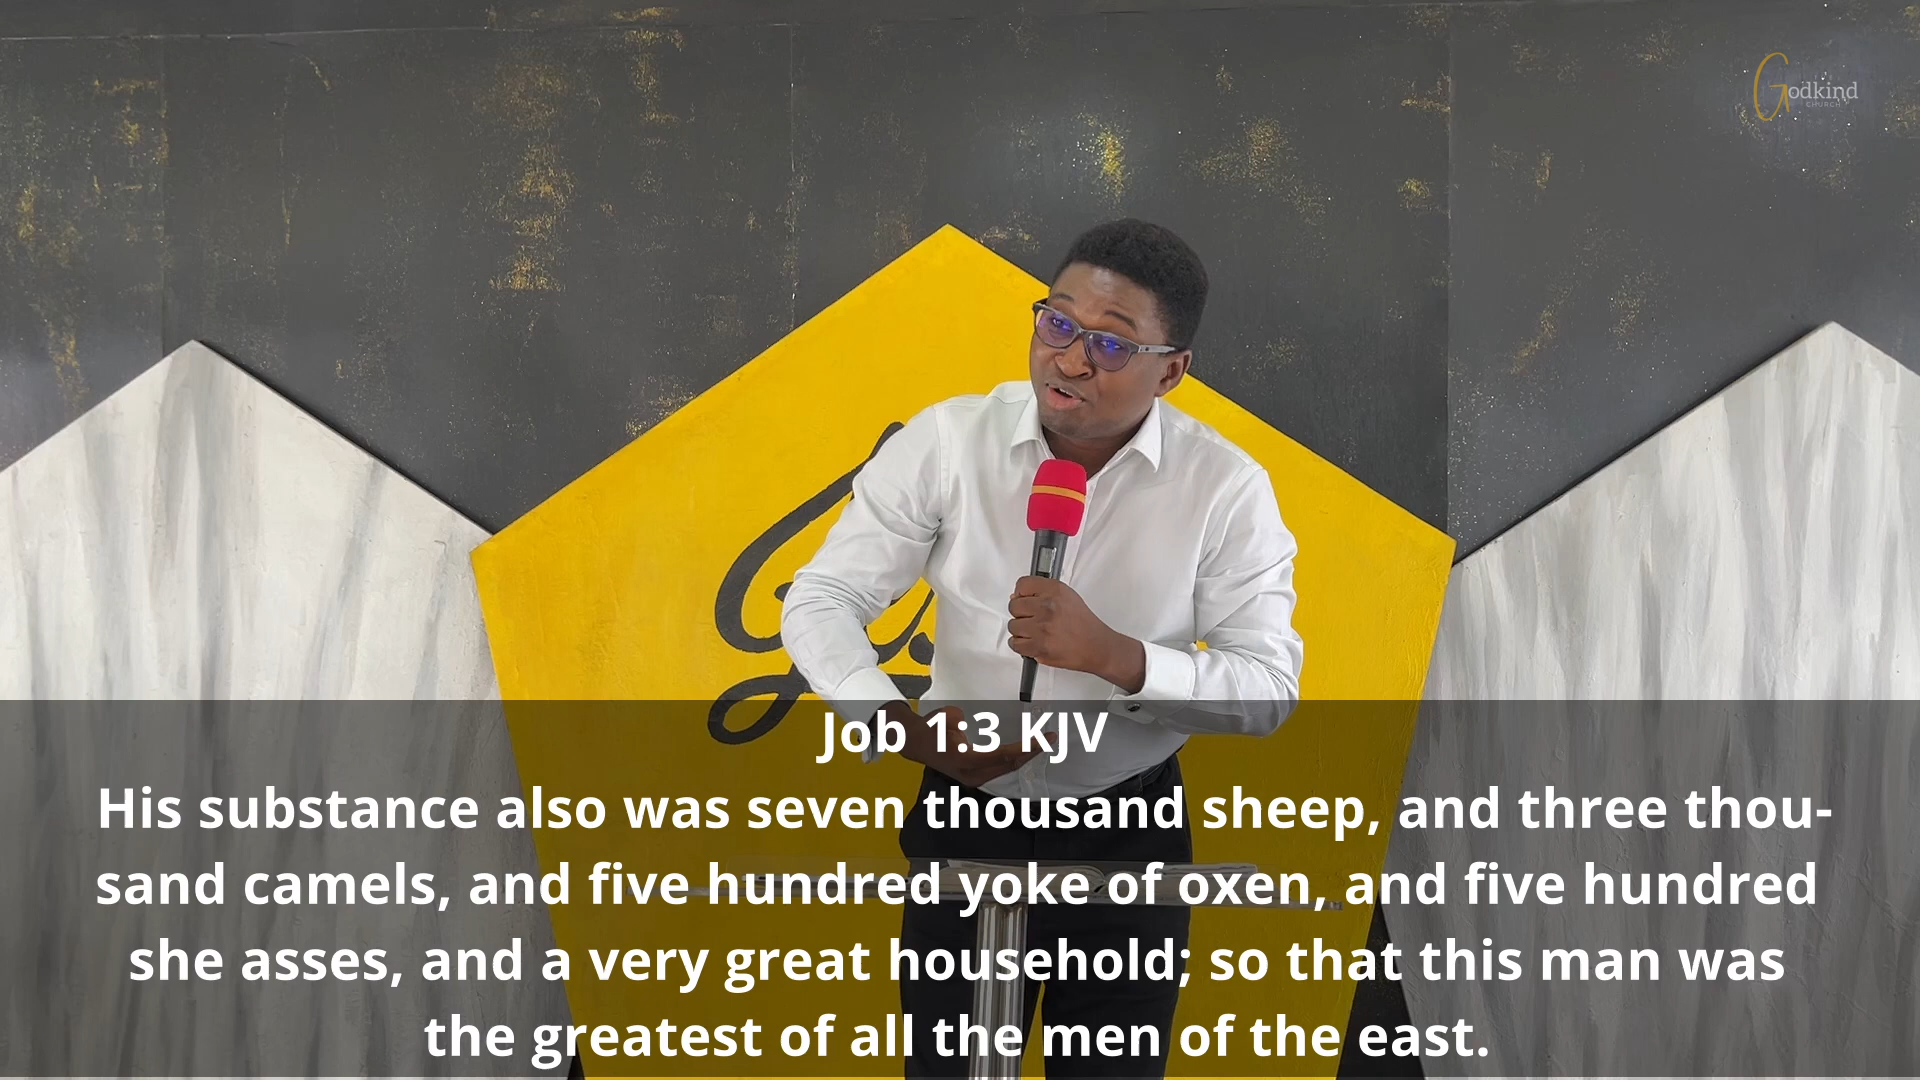 Godkind
CHURCH
Job 1:3 KJV
His substance also was seven thousand sheep, and three thou-
sand camels, and five hundred yoke of oxen, and five hundred
she asses, and a very great household; so that this man was
the greatest of all the men of the east.